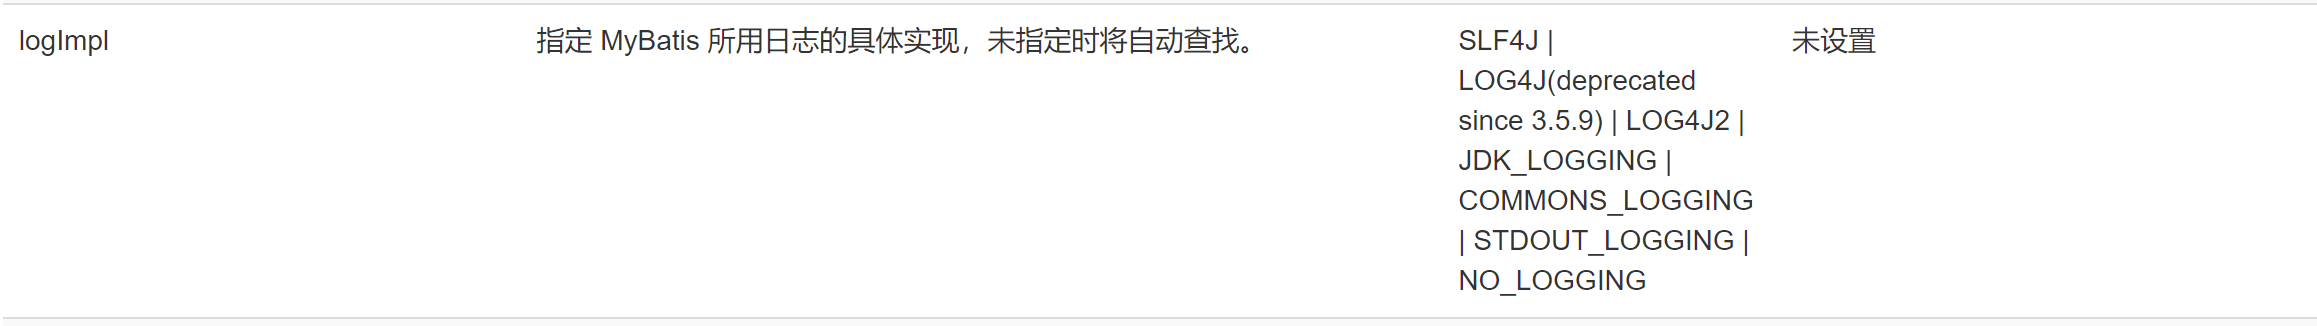 logImpl
指定 MyBatis 所用日志的具体实现，未指定时将自动查找。
SLF4J |
LOG4J(deprecated
since 3.5.9) | LOG4J2 |
JDK_LOGGING |
COMMONS_LOGGING
| STDOUT_LOGGING |
NO_LOGGING
未设置